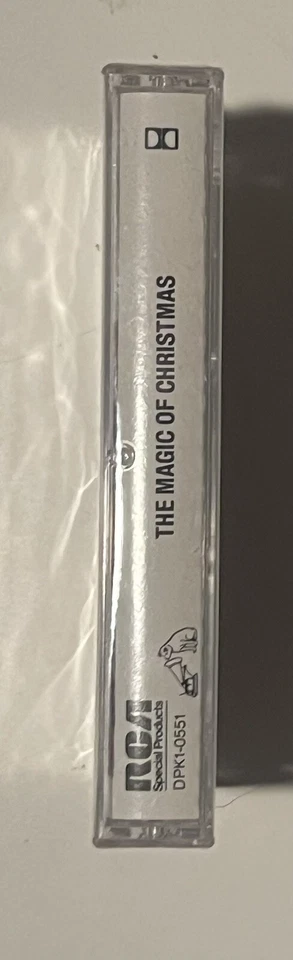 RCA
Special Products
DPK1-0551
THE MAGIC OF CHRISTMAS